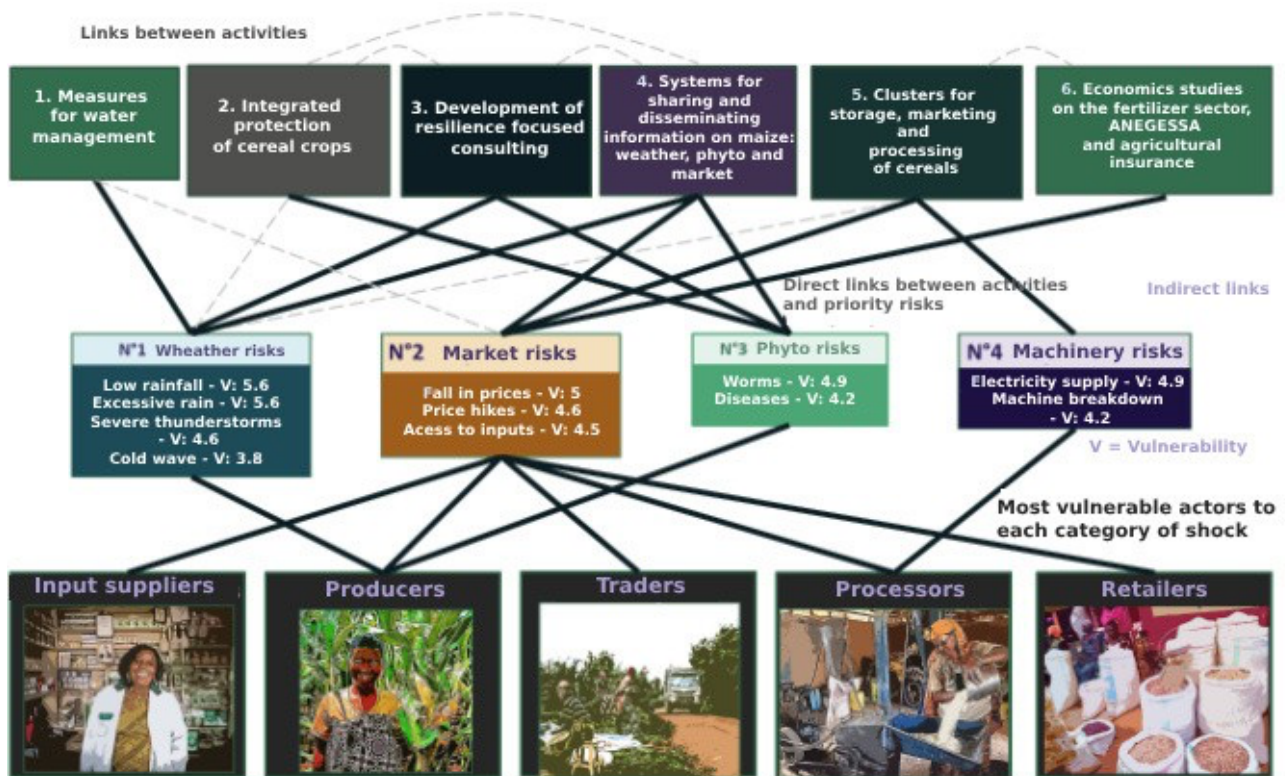 Links between activities
1. Measures
for water
management
2. Integrated
protection
of cereal crops
3. Development of
resilience focused
consulting
4. Systems for
sharing and
disseminating
information on maize:
weather, phyto and
market
5. Clusters for
storage, marketing
and
processing
of cereals
6. Economics studies
on the fertilizer sector,
ANEGESSA
and agricultural
insurance
Direct links between activities
and priority risks
Indirect links
N°1 Wheather risks
Low rainfall - V: 5.6
Excessive rain - V: 5.6
Severe thunderstorms
- V: 4.6
Cold wave - V: 3.8
N°2 Market risks
Fall in prices - V: 5
Price hikes - V: 4.6
Acess to inputs - V: 4.5
N°3 Phyto risks
Worms - V: 4.9
Diseases - V: 4.2
N°4 Machinery risks
Electricity supply - V: 4.9
Machine breakdown
- V: 4.2
V = Vulnerability
Most vulnerable actors to
each category of shock
Input suppliers
Producers
Traders
Processors
Retailers